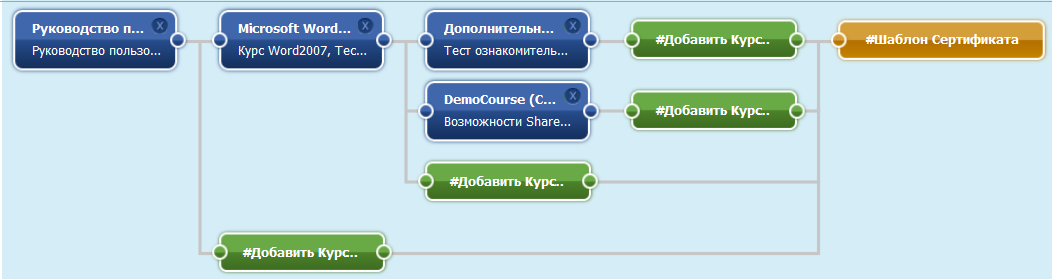 Руководство п...
X
Руководство пользо...
Microsoft Word...
X
Курс Word2007, Тес...
Дополнительн...
X
Тест ознакомитель...
#Добавить Курс..
#Шаблон Сертификата
DemoCourse (С...
X
Возможности Share...
#Добавить Курс..
#Добавить Курс..
#Добавить Курс..